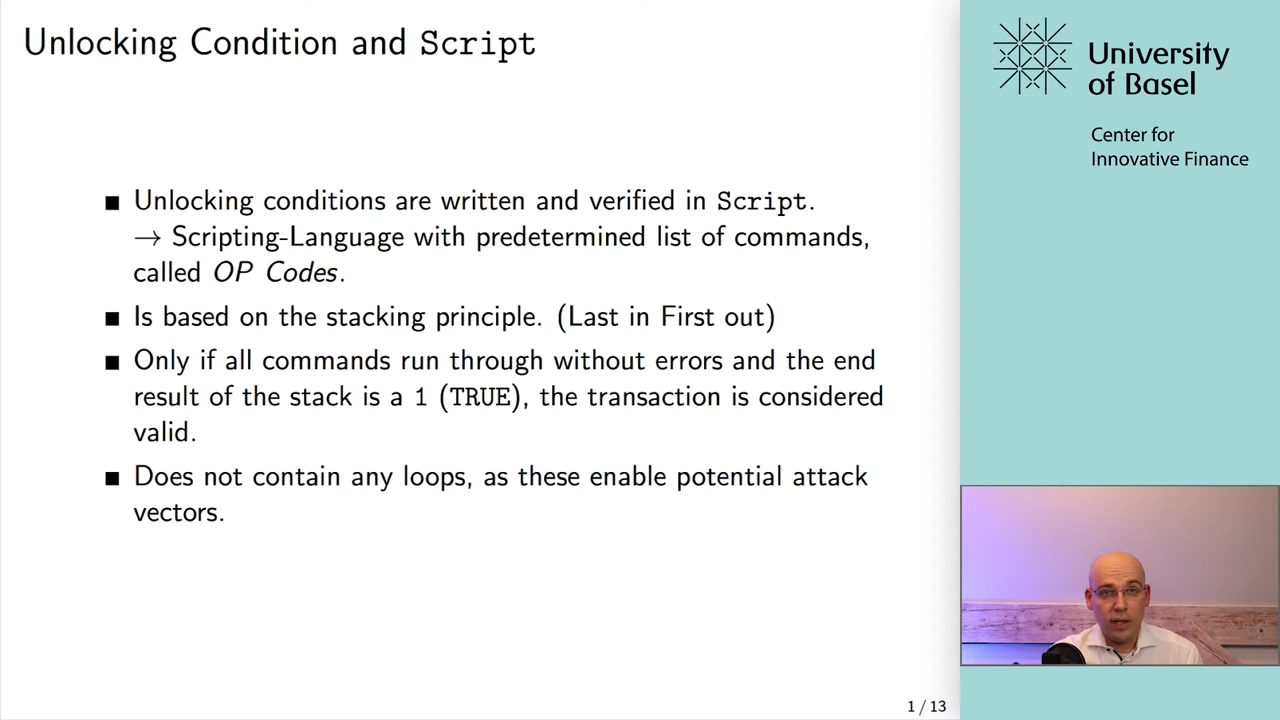 Unlocking Condition and Script
■ Unlocking conditions are written and verified in Script.
→ Scripting-Language with predetermined list of commands,
called OP Codes.
■ Is based on the stacking principle. (Last in First out)
■ Only if all commands run through without errors and the end
result of the stack is a 1 (TRUE), the transaction is considered
valid.
■ Does not contain any loops, as these enable potential attack
vectors.
1 / 13
University
of Basel
Center for
Innovative Finance